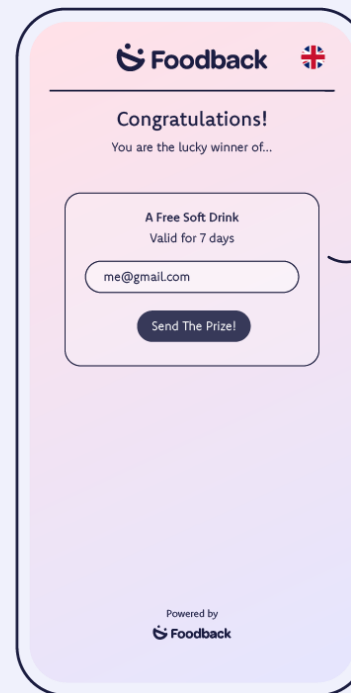 Foodback
Congratulations!
You are the lucky winner of...
A Free Soft Drink
Valid for 7 days
me@gmail.com
Send The Prize!
Powered by
Foodback